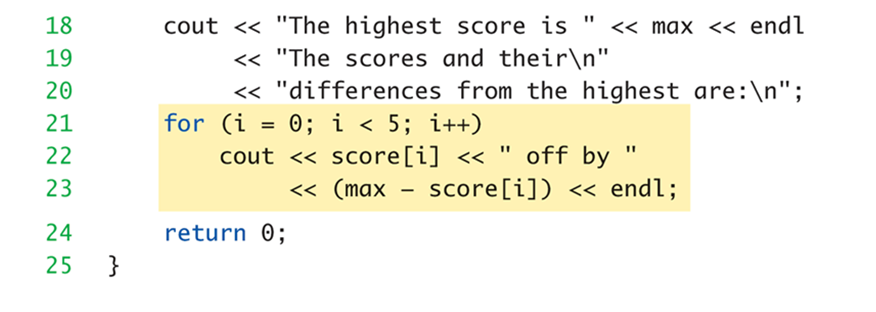 18 cout << "The highest score is " << max << endl
19 << "The scores and their\n"
20 << "differences from the highest are:\n";
21 for (i = 0; i < 5; i++)
22 cout << score[i] << " off by "
23 << (max – score[i]) << endl;
24 return 0;
25 }